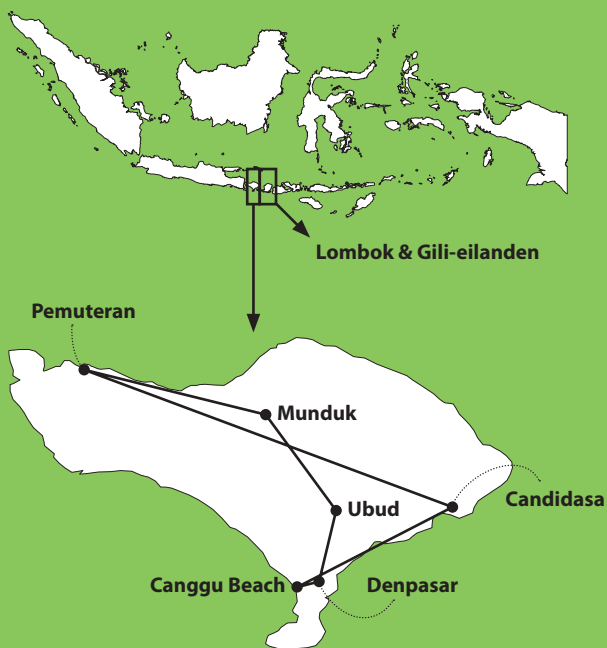 Lombok & Gili-eilanden
Pemuteran
Munduk
Candidasa
Ubud
Canggu Beach
Denpasar